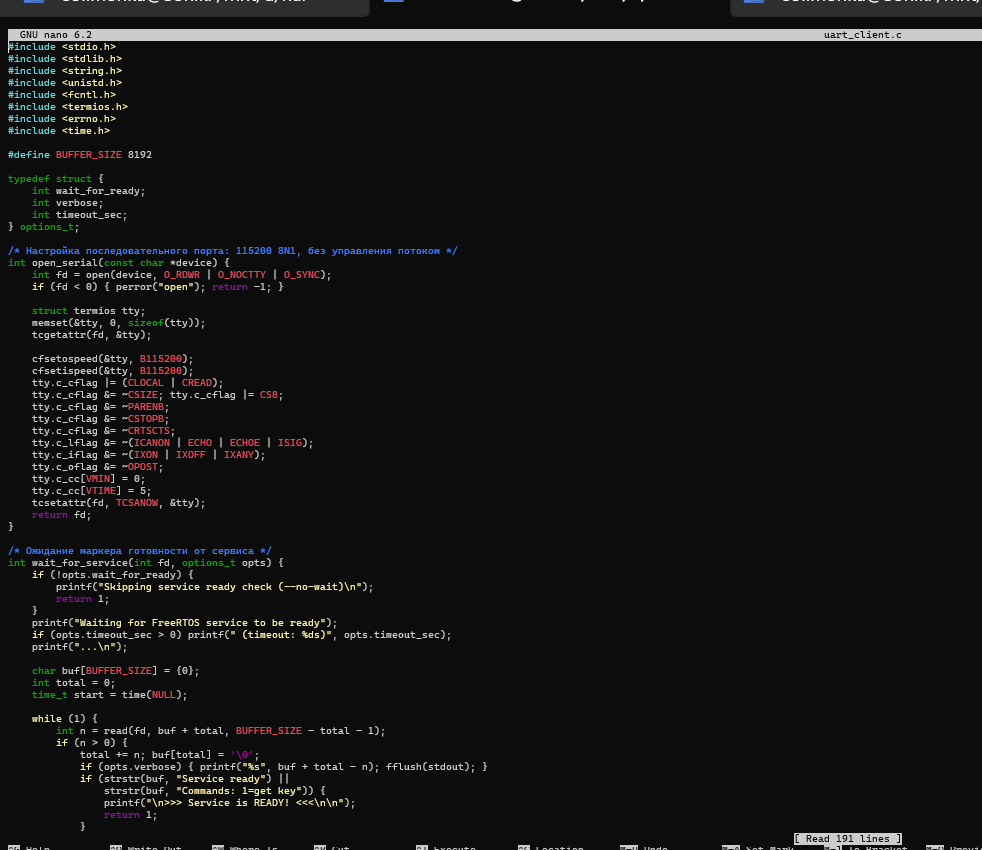 GNU nano 6.2 uart_client.c
#include <stdio.h>
#include <stdlib.h>
#include <string.h>
#include <unistd.h>
#include <fcntl.h>
#include <termios.h>
#include <errno.h>
#include <time.h>

#define BUFFER_SIZE 8192

typedef struct {
    int wait_for_ready;
    int verbose;
    int timeout_sec;
} options_t;

/* Настройка последовательного порта: 115200 8N1, без управления потоком */
int open_serial(const char *device) {
    int fd = open(device, O_RDWR | O_NOCTTY | O_SYNC);
    if (fd < 0) { perror("open"); return -1; }

    struct termios tty;
    memset(&tty, 0, sizeof(tty));
    tcgetattr(fd, &tty);

    cfsetospeed(&tty, B115200);
    cfsetispeed(&tty, B115200);
    tty.c_cflag |= (CLOCAL | CREAD);
    tty.c_cflag &= ~CSIZE; tty.c_cflag |= CS8;
    tty.c_cflag &= ~PARENB;
    tty.c_cflag &= ~CSTOPB;
    tty.c_cflag &= ~CRTSCTS;
    tty.c_lflag &= ~(ICANON | ECHO | ECHOE | ISIG);
    tty.c_iflag &= ~(IXON | IXOFF | IXANY);
    tty.c_oflag &= ~OPOST;
    tty.c_cc[VMIN] = 0;
    tty.c_cc[VTIME] = 5;
    tcsetattr(fd, TCSANOW, &tty);
    return fd;
}

/* Ожидание маркера готовности от сервиса */
int wait_for_service(int fd, options_t opts) {
    if (!opts.wait_for_ready) {
        printf("Skipping service ready check (--no-wait)\n");
        return 1;
    }
    printf("Waiting for FreeRTOS service to be ready");
    if (opts.timeout_sec > 0) printf(" (timeout: %ds)", opts.timeout_sec);
    printf("...\n");

    char buf[BUFFER_SIZE] = {0};
    int total = 0;
    time_t start = time(NULL);

    while (1) {
        int n = read(fd, buf + total, BUFFER_SIZE - total - 1);
        if (n > 0) {
            total += n; buf[total] = '\0';
            if (opts.verbose) { printf("%s", buf + total - n); fflush(stdout); }
            if (strstr(buf, "Service ready") ||
                strstr(buf, "Commands: 1=get key")) {
                printf("\n>>> Service is READY! <<<\n\n");
                return 1;
            }
[ Read 191 lines ]